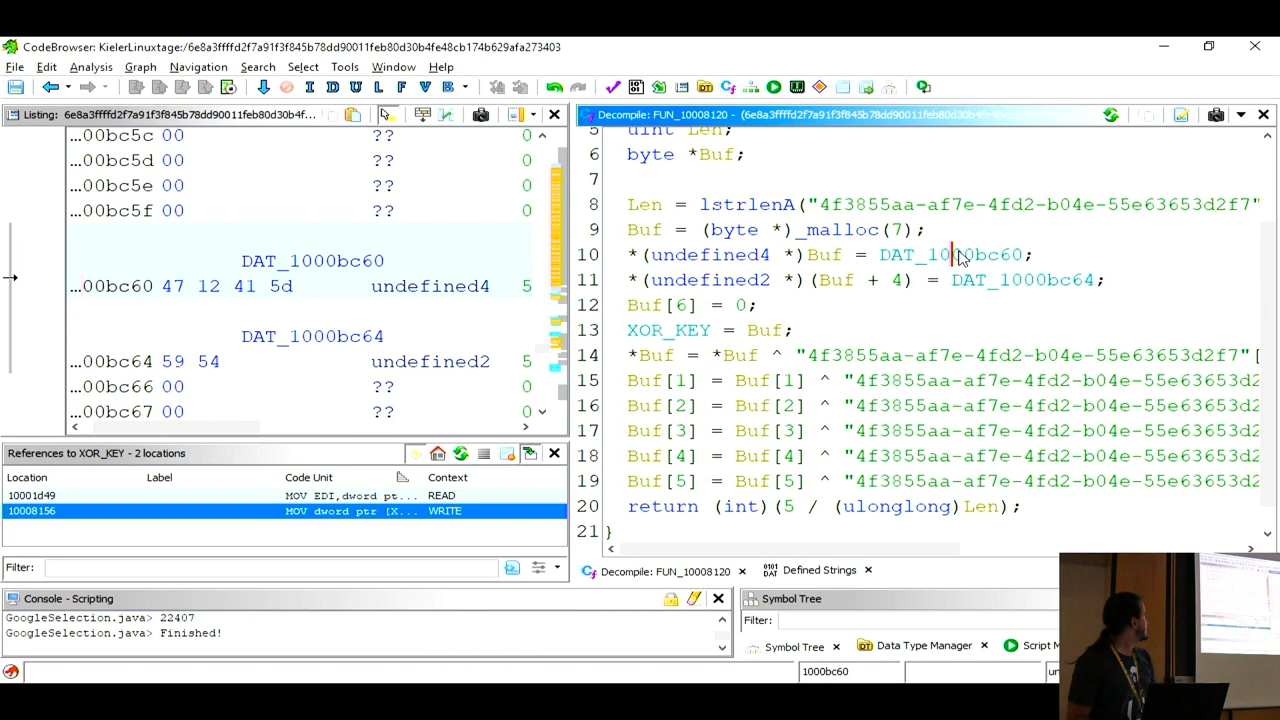 CodeBrowser: KielerLinuxtage:/6e8a3ffffd2f7a91f3f845b78dd90011feb80d30b4fe48cb174b629afa273403
File Edit Analysis Graph Navigation Search Select Tools Window Help
I D U L F V B
Listing: 6e8a3ffffd2f7a91f3f845b78dd90011feb80d30b4f...
...00bc5c 00 ?? 0
...00bc5d 00 ?? 0
...00bc5e 00 ?? 0
...00bc5f 00 ?? 0
DAT_1000bc60
...00bc60 47 12 41 5d undefined4 5
DAT_1000bc64
...00bc64 59 54 undefined2 5
...00bc66 00 ?? 0
...00bc67 00 ?? 0
Decompile: FUN_10008120 - (6e8a3ffffd2f7a91f3f845b78dd90011feb80d30b4fe
5 uint Len;
6 byte *Buf;
7
8 Len = lstrlenA("4f3855aa-af7e-4fd2-b04e-55e63653d2f7"
9 Buf = (byte *)_malloc(7);
10 *(undefined4 *)Buf = DAT_1000bc60;
11 *(undefined2 *)(Buf + 4) = DAT_1000bc64;
12 Buf[6] = 0;
13 XOR_KEY = Buf;
14 *Buf = *Buf ^ "4f3855aa-af7e-4fd2-b04e-55e63653d2f7"[
15 Buf[1] = Buf[1] ^ "4f3855aa-af7e-4fd2-b04e-55e63653d2
16 Buf[2] = Buf[2] ^ "4f3855aa-af7e-4fd2-b04e-55e63653d2
17 Buf[3] = Buf[3] ^ "4f3855aa-af7e-4fd2-b04e-55e63653d2
18 Buf[4] = Buf[4] ^ "4f3855aa-af7e-4fd2-b04e-55e63653d2
19 Buf[5] = Buf[5] ^ "4f3855aa-af7e-4fd2-b04e-55e63653d2
20 return (int)(5 / (ulonglong)Len);
21 }
References to XOR_KEY - 2 locations
Location Label Code Unit Context
10001d49 MOV EDI,dword pt... READ
10008156 MOV dword ptr [X... WRITE
Filter:
Decompile: FUN_10008120 Defined Strings
Console - Scripting
GoogleSelection.java> 22407
GoogleSelection.java> Finished!
Symbol Tree
Filter:
Symbol Tree Data Type Manager Script M
1000bc60